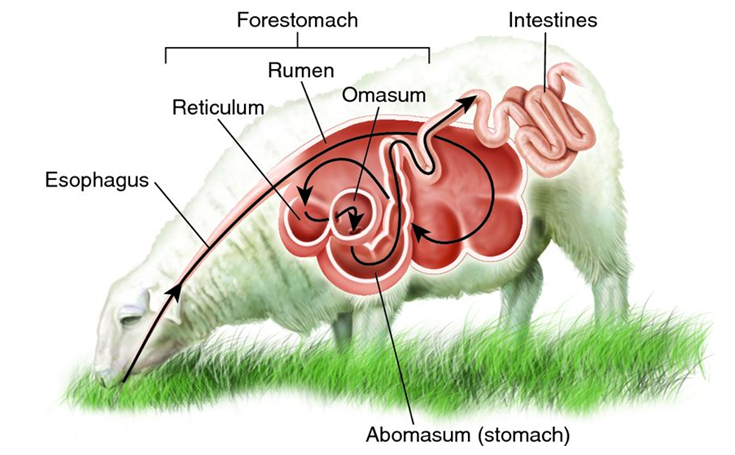 Forestomach
Intestines
Rumen
Omasum
Reticulum
Esophagus
Abomasum (stomach)